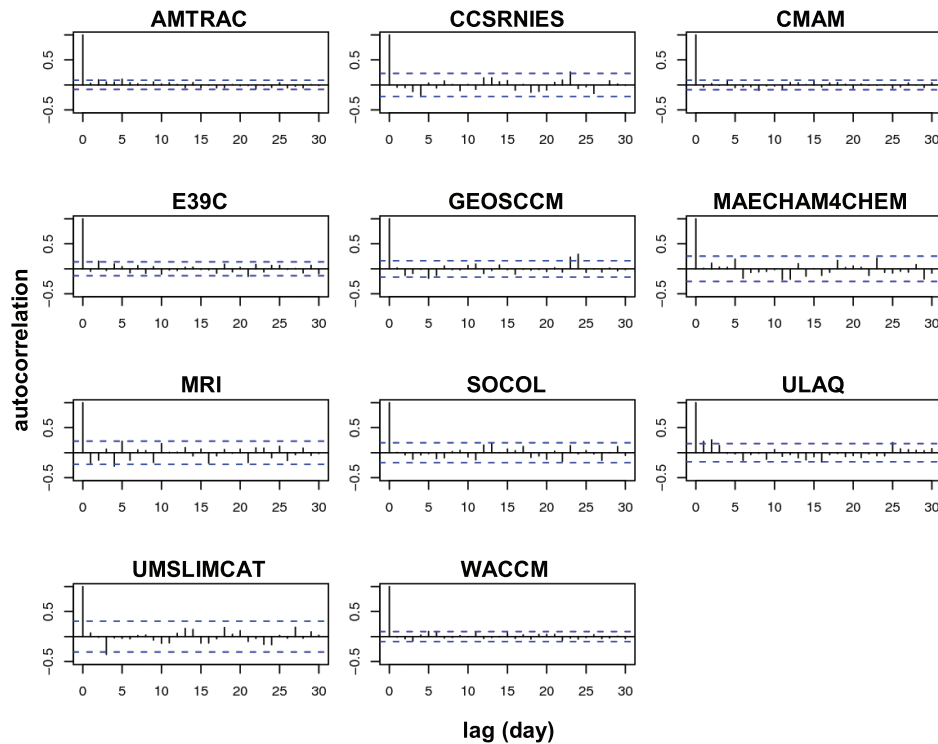 AMTRAC CCSRNIES CMAM
0.5 0.5 0.5
−0.5 −0.5 −0.5
0 5 10 15 20 25 30 0 5 10 15 20 25 30 0 5 10 15 20 25 30
E39C GEOSCCM MAECHAM4CHEM
0.5 0.5 0.5
−0.5 −0.5 −0.5
0 5 10 15 20 25 30 0 5 10 15 20 25 30 0 5 10 15 20 25 30
autocorrelation
MRI SOCOL ULAQ
0.5 0.5 0.5
−0.5 −0.5 −0.5
0 5 10 15 20 25 30 0 5 10 15 20 25 30 0 5 10 15 20 25 30
UMSLIMCAT WACCM
0.5 0.5
−0.5 −0.5
0 5 10 15 20 25 30 0 5 10 15 20 25 30
lag (day)